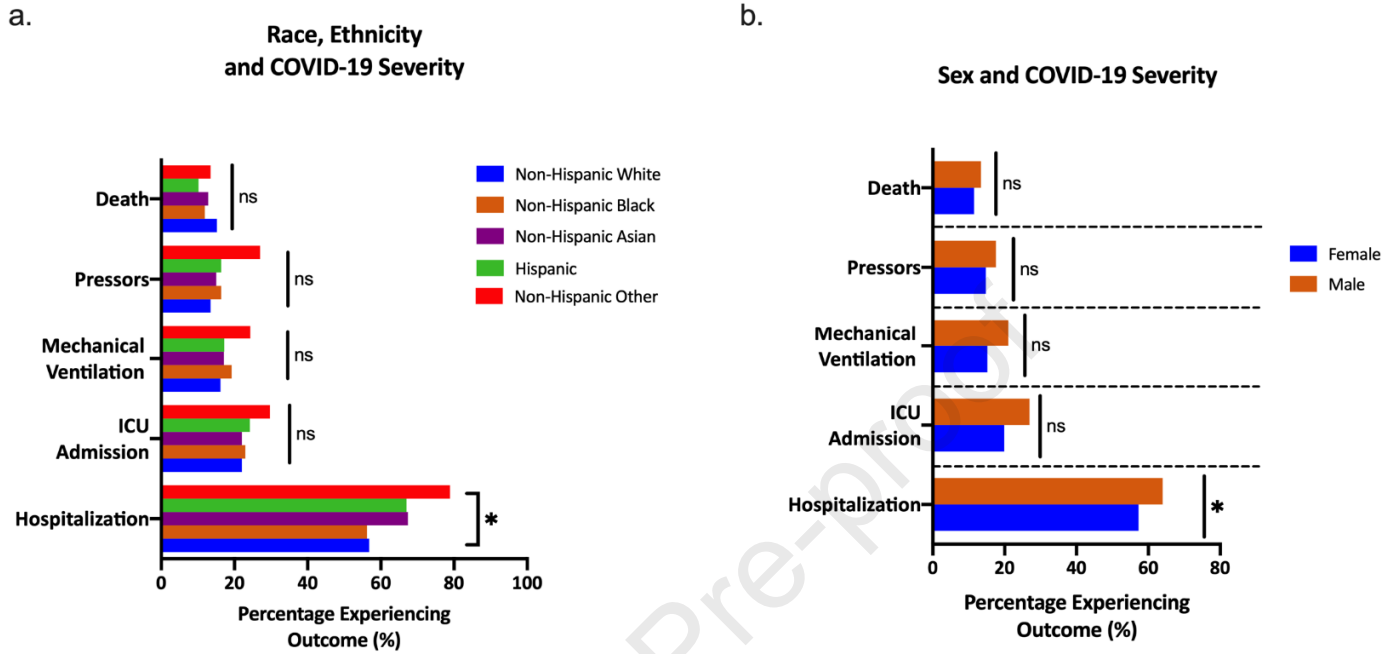 a.
Race, Ethnicity
and COVID-19 Severity
Death
ns
Pressors
ns
Mechanical
Ventilation
ns
ICU
Admission
ns
Hospitalization
*
0 20 40 60 80 100
Percentage Experiencing
Outcome (%)
Non-Hispanic White
Non-Hispanic Black
Non-Hispanic Asian
Hispanic
Non-Hispanic Other
b.
Sex and COVID-19 Severity
Death
ns
Pressors
ns
Mechanical
Ventilation
ns
ICU
Admission
ns
Hospitalization
*
0 20 40 60 80
Percentage Experiencing
Outcome (%)
Female
Male
Pre-proof